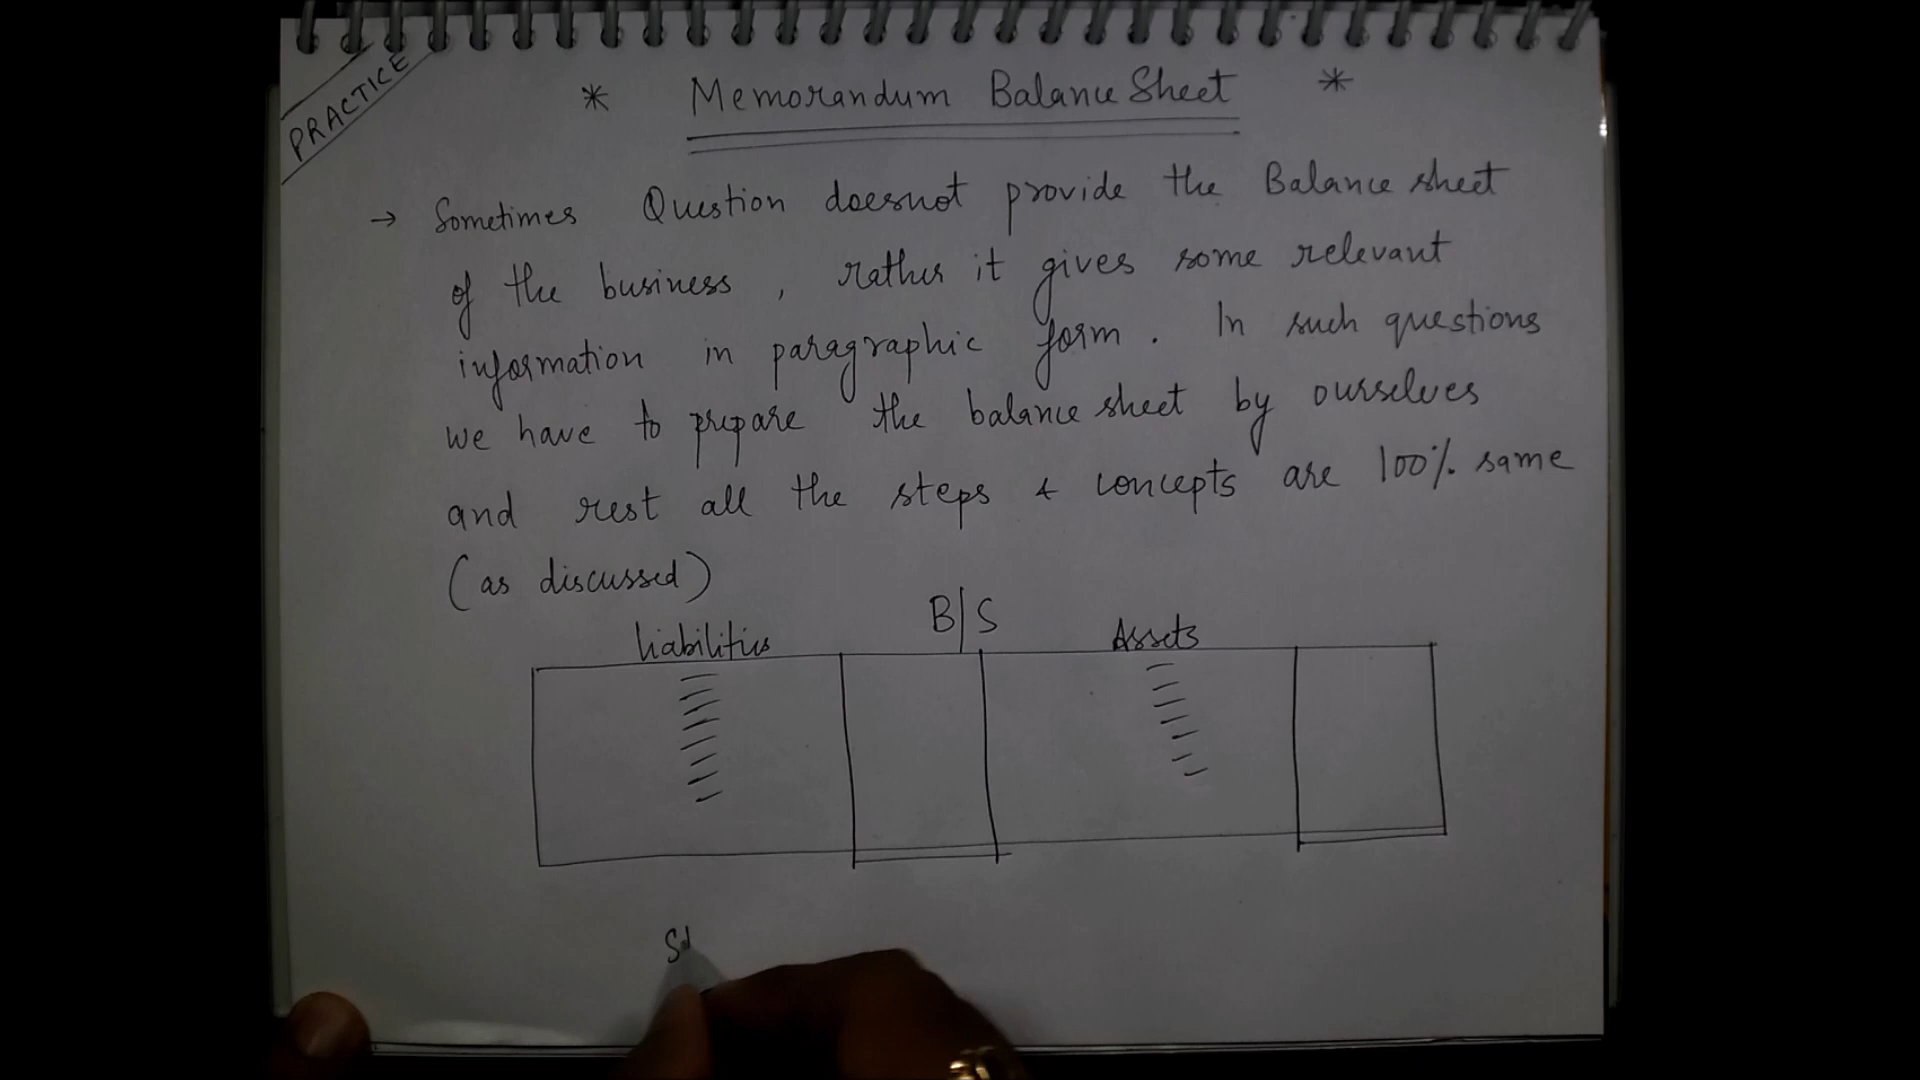 PRACTICE
* Memorandum Balance Sheet *
→ Sometimes Question doesnot provide the Balance sheet
of the business , rather it gives some relevant
information in paragraphic form . In such questions
we have to prepare the balance sheet by ourselves
and rest all the steps & concepts are 100% same
(as discussed)
B/S
Liabilities Assets